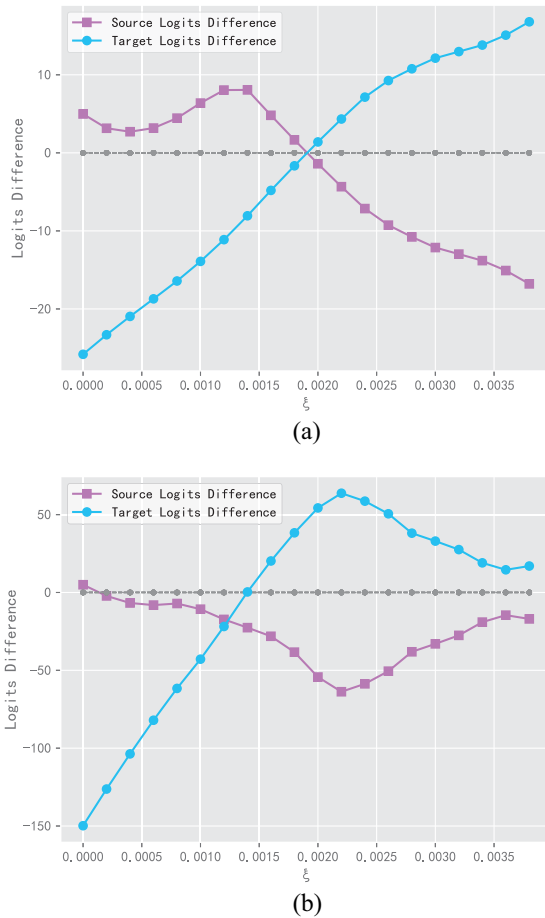 Source Logits Difference
Target Logits Difference
10
0
-10
-20
Logits Difference
0.0000 0.0005 0.0010 0.0015 0.0020 0.0025 0.0030 0.0035
ξ
(a)
Source Logits Difference
Target Logits Difference
50
0
-50
-100
-150
Logits Difference
0.0000 0.0005 0.0010 0.0015 0.0020 0.0025 0.0030 0.0035
ξ
(b)